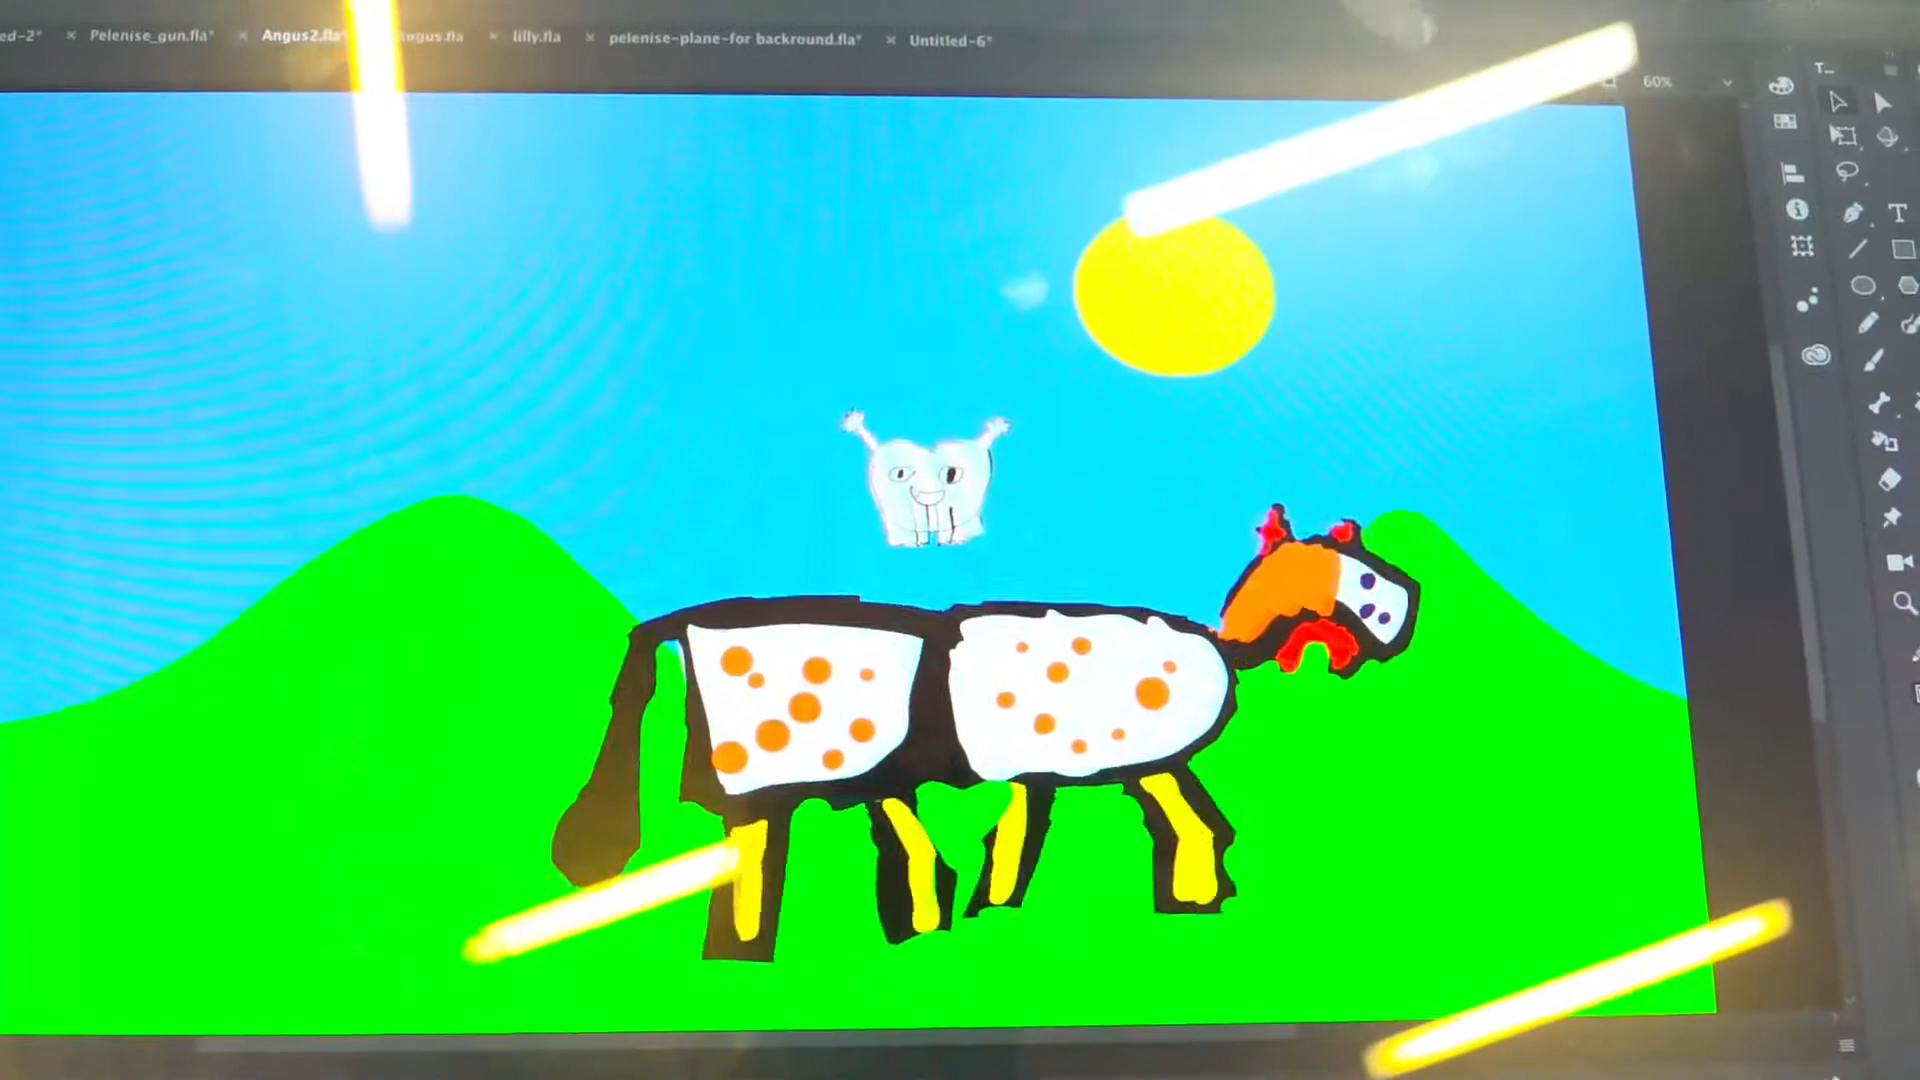 ed-2* × Pelenise_gun.fla* × Angus2.fla* ngus.fla × lilly.fla × pelenise-plane-for backround.fla* × Untitled-6*
60%
T...
T